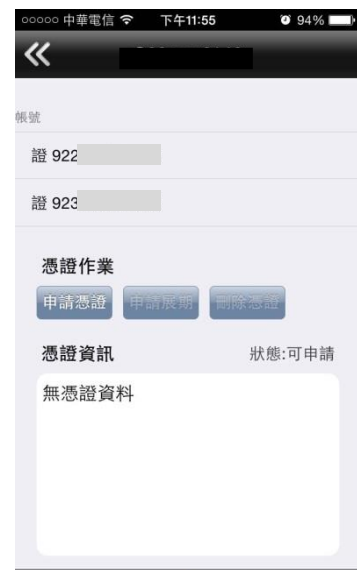 ooooo 中華電信 下午11:55 94%
帳號
證 922
證 923
憑證作業
申請憑證 申請展期 刪除憑證
憑證資訊 狀態:可申請
無憑證資料